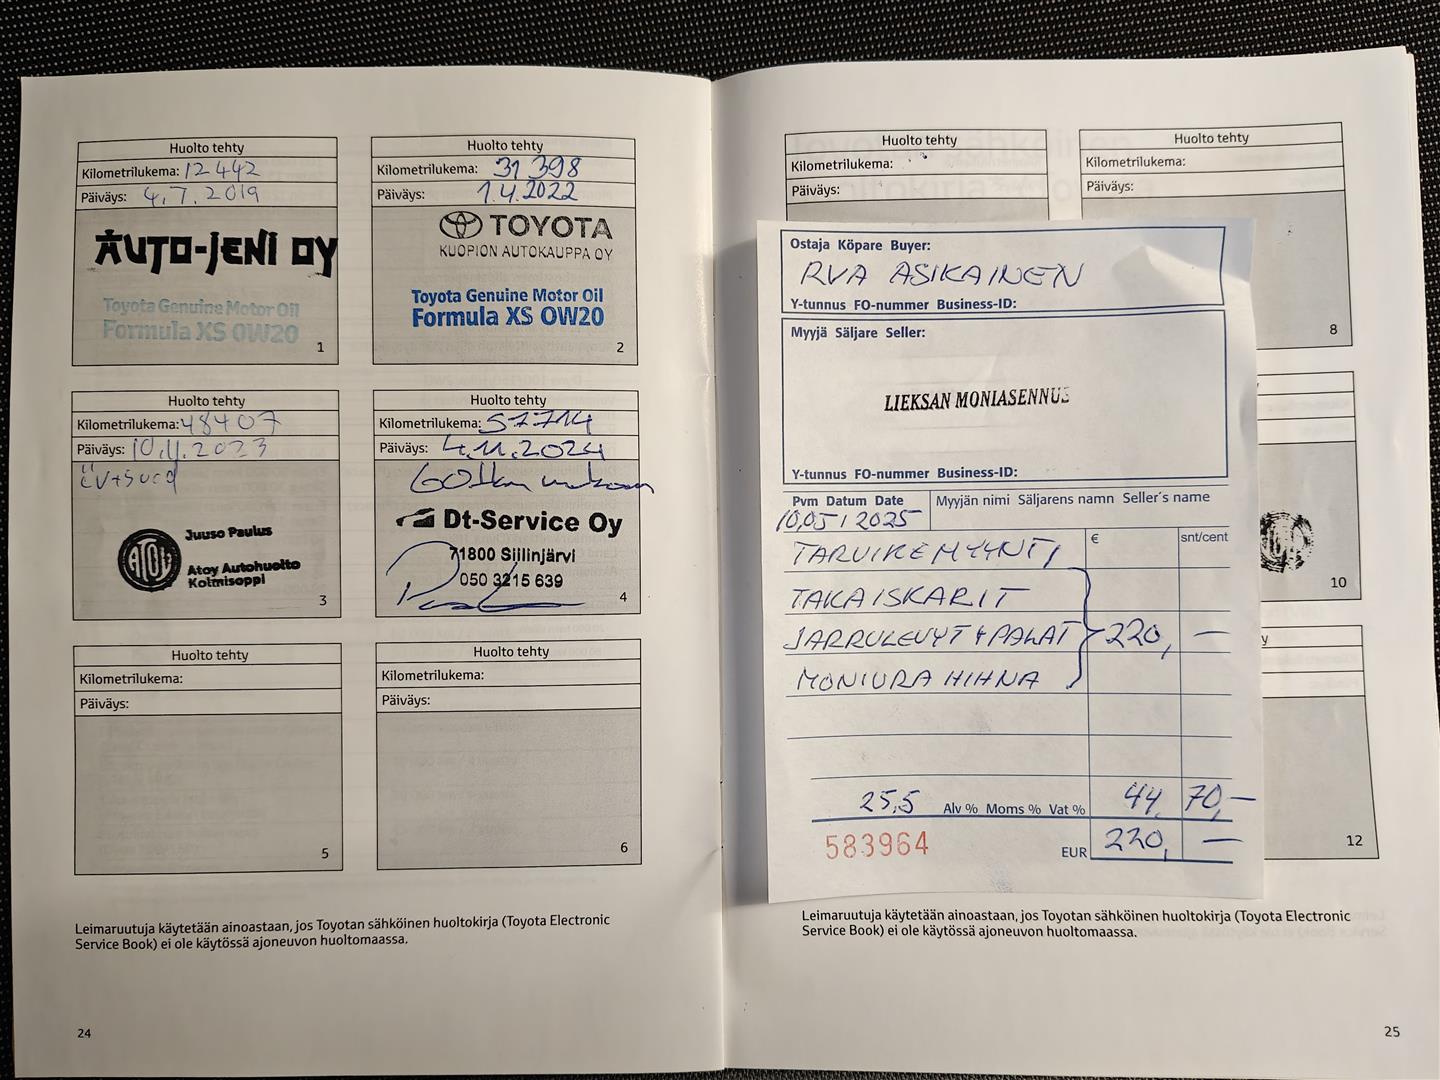 Huolto tehty
Kilometrilukema: 12 442
Päiväys: 4.7.2019
AUTO-JENI OY
Toyota Genuine Motor Oil
Formula XS 0W20
1
Huolto tehty
Kilometrilukema: 31 398
Päiväys: 1.4.2022
TOYOTA
KUOPION AUTOKAUPPA OY
Toyota Genuine Motor Oil
Formula XS 0W20
2
Huolto tehty
Kilometrilukema: 48407
Päiväys: 10.11.2023
ATOY
Juuso Paulus
Atoy Autohuolto
Kolmisoppi
3
Huolto tehty
Kilometrilukema: 57714
Päiväys: 4.11.2024
60tkm mukaan
Dt-Service Oy
71800 Siilinjärvi
050 3215 639
4
Huolto tehty
Kilometrilukema:
Päiväys:
5
Huolto tehty
Kilometrilukema:
Päiväys:
6
Leimaruutuja käytetään ainoastaan, jos Toyotan sähköinen huoltokirja (Toyota Electronic
Service Book) ei ole käytössä ajoneuvon huoltomaassa.
24
Huolto tehty
Kilometrilukema:
Päiväys:
Huolto tehty
Kilometrilukema:
Päiväys:
8
10
12
Ostaja Köpare Buyer:
RVA ASIKAINEN
Y-tunnus FO-nummer Business-ID:
Myyjä Säljare Seller:
LIEKSAN MONIASENNUS
Y-tunnus FO-nummer Business-ID:
Pvm Datum Date
Myyjän nimi Säljarens namn Seller's name
10,05,2025
€ snt/cent
TARVIKEMYYNTI
TAKAISKARIT
JARRULEVYT + PALAT 220, —
MONIURA HIHNA
25,5 Alv % Moms % Vat % 44, 70,—
583964
EUR 220, —
Leimaruutuja käytetään ainoastaan, jos Toyotan sähköinen huoltokirja (Toyota Electronic
Service Book) ei ole käytössä ajoneuvon huoltomaassa.
25